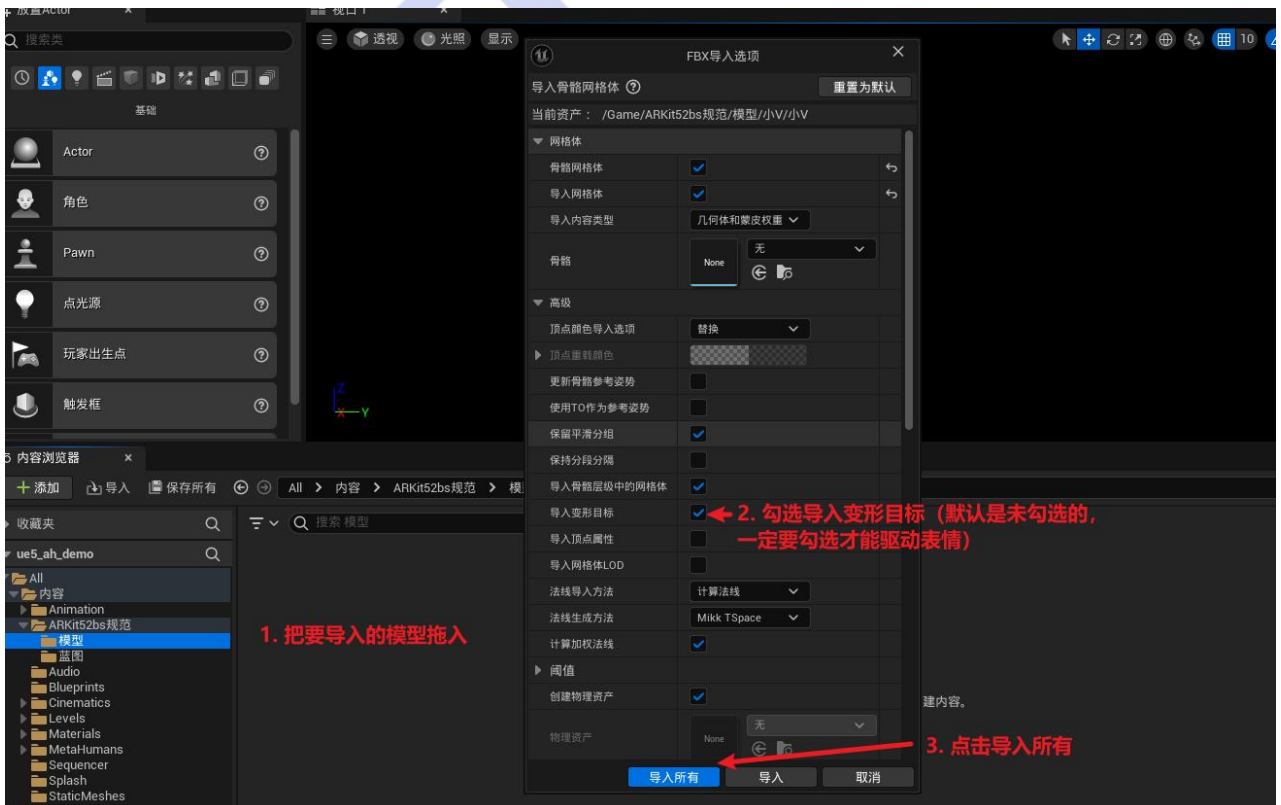 放置Actor ×
视口 1 ×
搜索类
透视 光照 显示
10
基础
Actor
角色
Pawn
点光源
玩家出生点
触发框
Z
X Y
FBX导入选项 ×
导入骨骼网格体 重置为默认
当前资产： /Game/ARKit52bs规范/模型/小V/小V
网格体
骨骼网格体
导入网格体
导入内容类型 几何体和蒙皮权重
骨骼 None 无
高级
顶点颜色导入选项 替换
顶点重载颜色
更新骨骼参考姿势
使用T0作为参考姿势
保留平滑分组
保持分段分隔
导入骨骼层级中的网格体
导入变形目标
导入顶点属性
导入网格体LOD
法线导入方法 计算法线
法线生成方法 Mikk TSpace
计算加权法线
阈值
创建物理资产
物理资产 None 无
导入所有 导入 取消
2. 勾选导入变形目标（默认是未勾选的，
一定要勾选才能驱动表情）
1. 把要导入的模型拖入
3. 点击导入所有
内容浏览器 ×
添加 导入 保存所有 All > 内容 > ARKit52bs规范 >
收藏夹
搜索 模型
ue5_ah_demo
All
内容
Animation
ARKit52bs规范
模型
蓝图
Audio
Blueprints
Cinematics
Levels
Materials
MetaHumans
Sequencer
Splash
StaticMeshes
建内容。